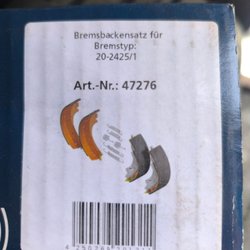 Bremsbackensatz für
Bremstyp:
20-2425/1
Art.-Nr.: 47276